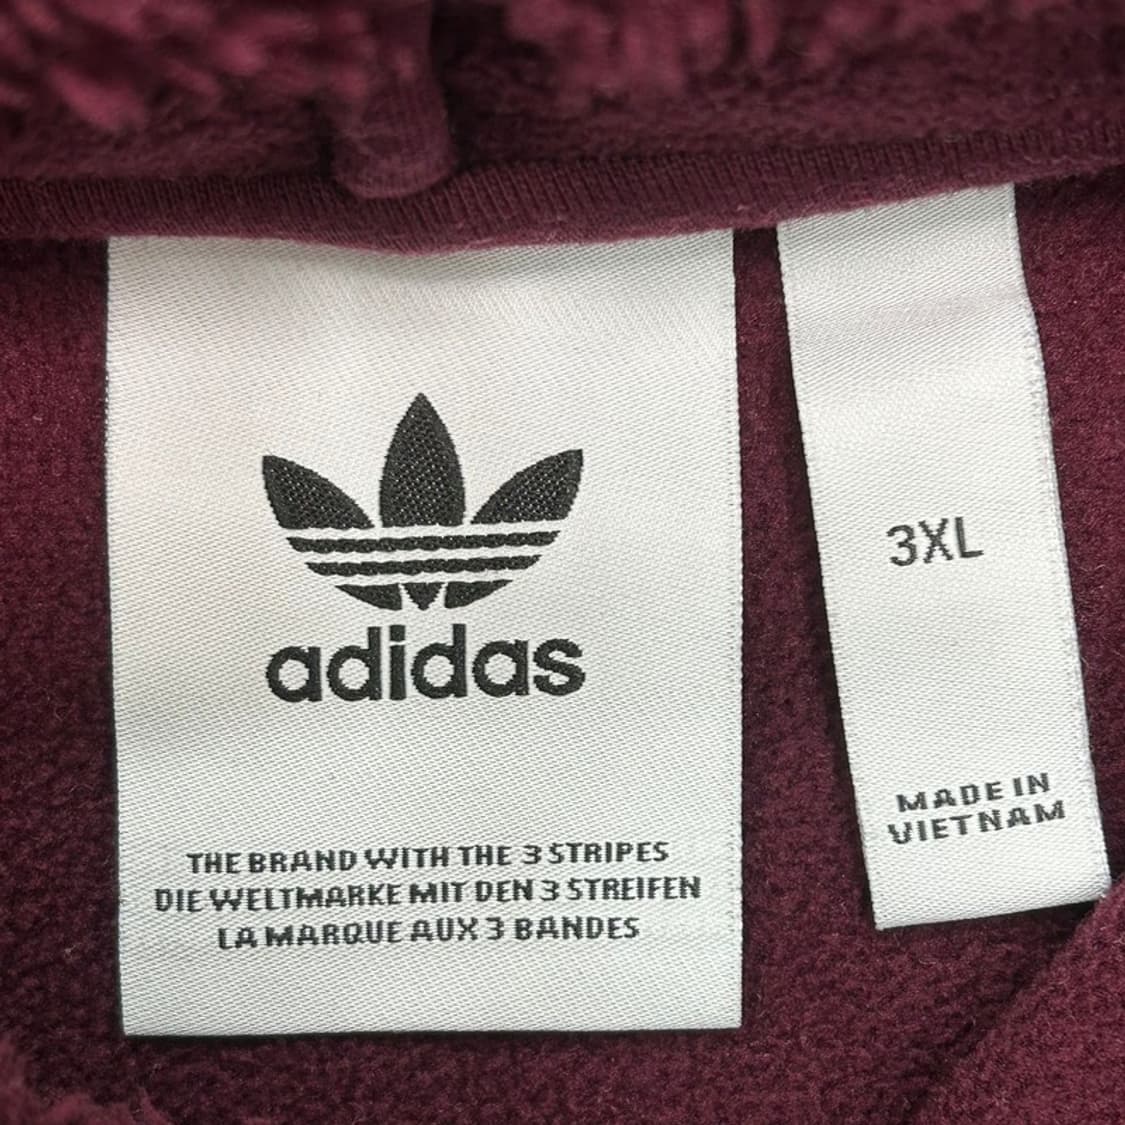 adidas
THE BRAND WITH THE 3 STRIPES
DIE WELTMARKE MIT DEN 3 STREIFEN
LA MARQUE AUX 3 BANDES
3XL
MADE IN
VIETNAM